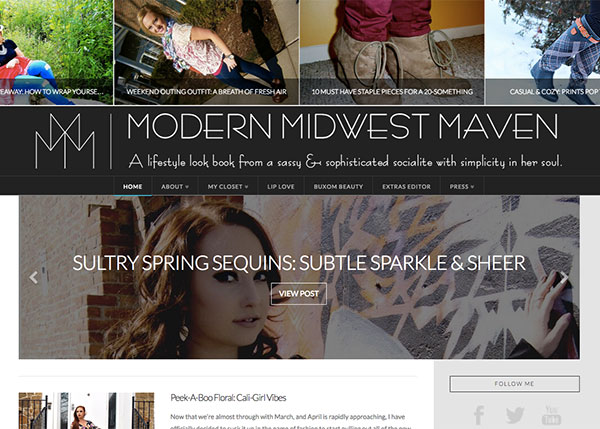 EAWAY: HOW TO WRAP YOURSE...
WEEKEND OUTING OUTFIT: A BREATH OF FRESH AIR
10 MUST HAVE STAPLE PIECES FOR A 20-SOMETHING
CASUAL & COZY: PRINTS POP
MODERN MIDWEST MAVEN
A lifestyle look book from a sassy & sophisticated socialite with simplicity in her soul.
HOME
ABOUT
MY CLOSET
LIP LOVE
BUXOM BEAUTY
EXTRAS EDITOR
PRESS
SULTRY SPRING SEQUINS: SUBTLE SPARKLE & SHEER
VIEW POST
FOLLOW ME
You Tube
Peek-A-Boo Floral: Cali-Girl Vibes
Now that we're almost through with March, and April is rapidly approaching, I have
officially decided to suck it up in the name of fashion to start pulling out all of the new